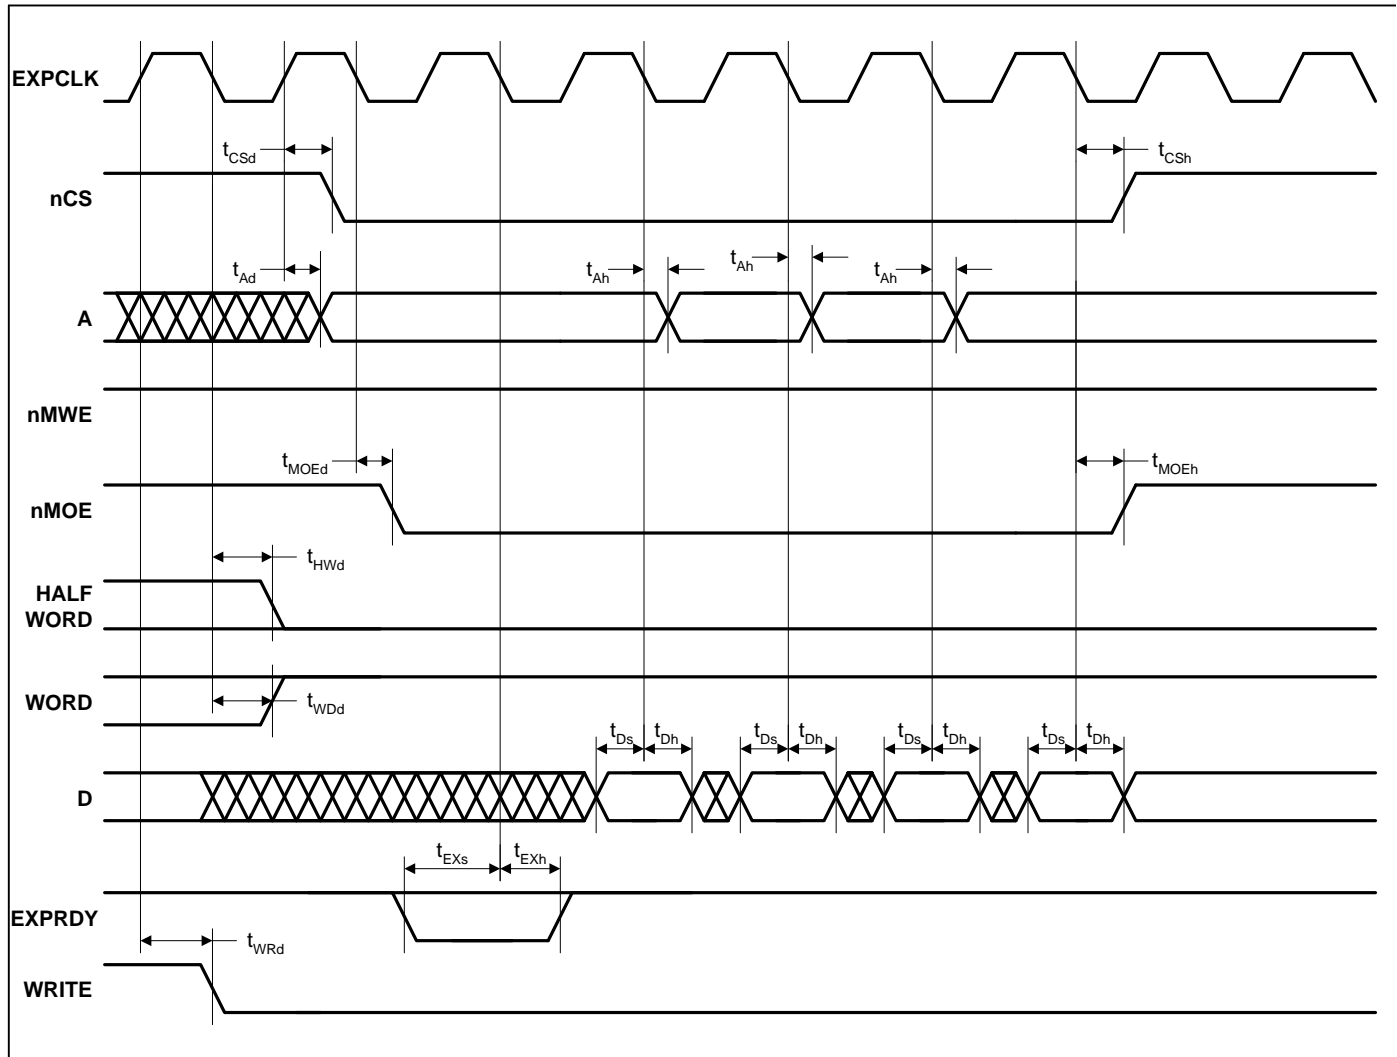 EXPCLK
tCSd
tCSh
nCS
tAd
tAh
tAh
tAh
A
nMWE
tMOEd
tMOEh
nMOE
tHWd
HALF
WORD
WORD
tWDd
tDs
tDh
tDs
tDh
tDs
tDh
tDs
tDh
D
tEXs
tEXh
EXPRDY
tWRd
WRITE